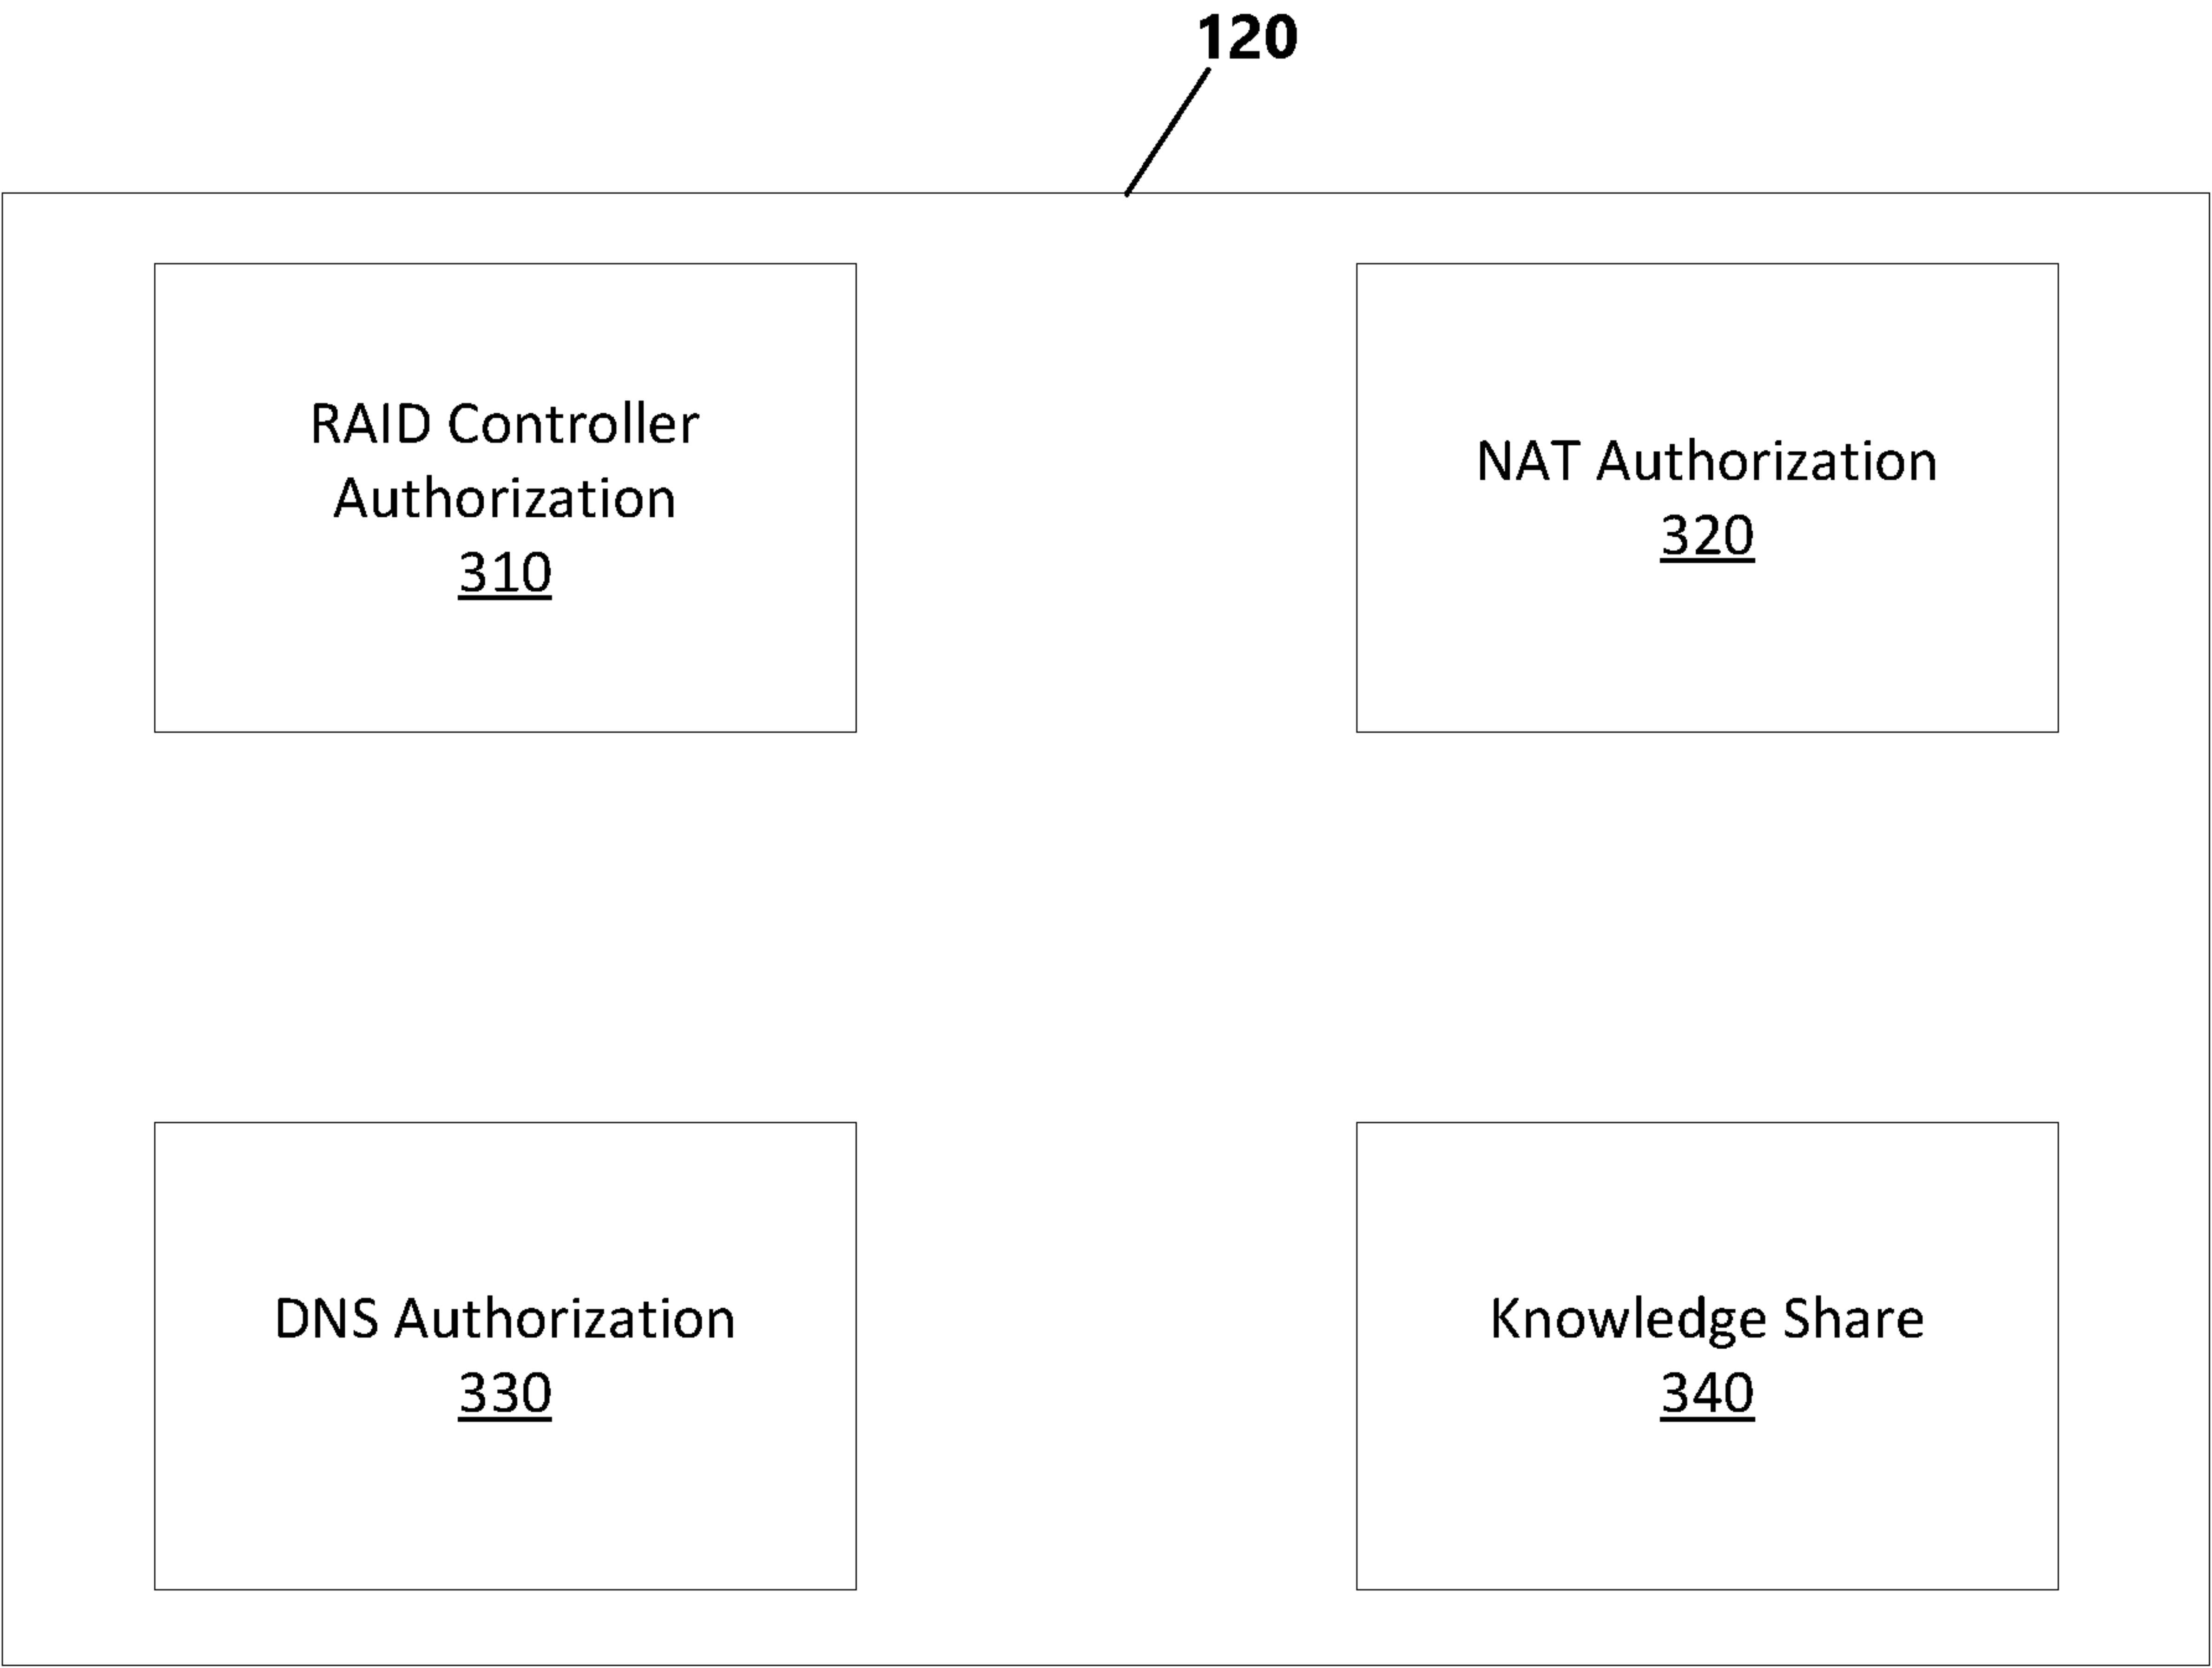 120
RAID Controller
Authorization
310
NAT Authorization
320
DNS Authorization
330
Knowledge Share
340